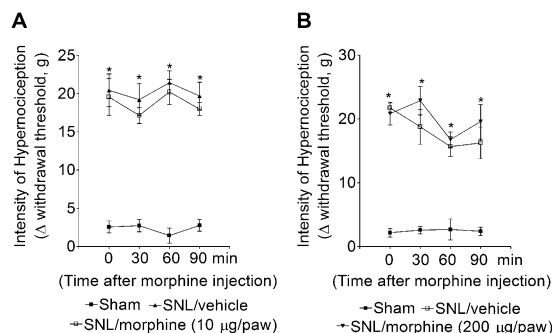 A
Intensity of Hypernociception
(Δ withdrawal threshold, g)
25
20
15
10
5
0
* * * *
0 30 60 90 min
(Time after morphine injection)
Sham SNL/vehicle
SNL/morphine (10 µg/paw)
B
Intensity of Hypernociception
(Δ withdrawal threshold, g)
30
20
10
0
* * * *
0 30 60 90 min
(Time after morphine injection)
Sham SNL/vehicle
SNL/morphine (200 µg/paw)